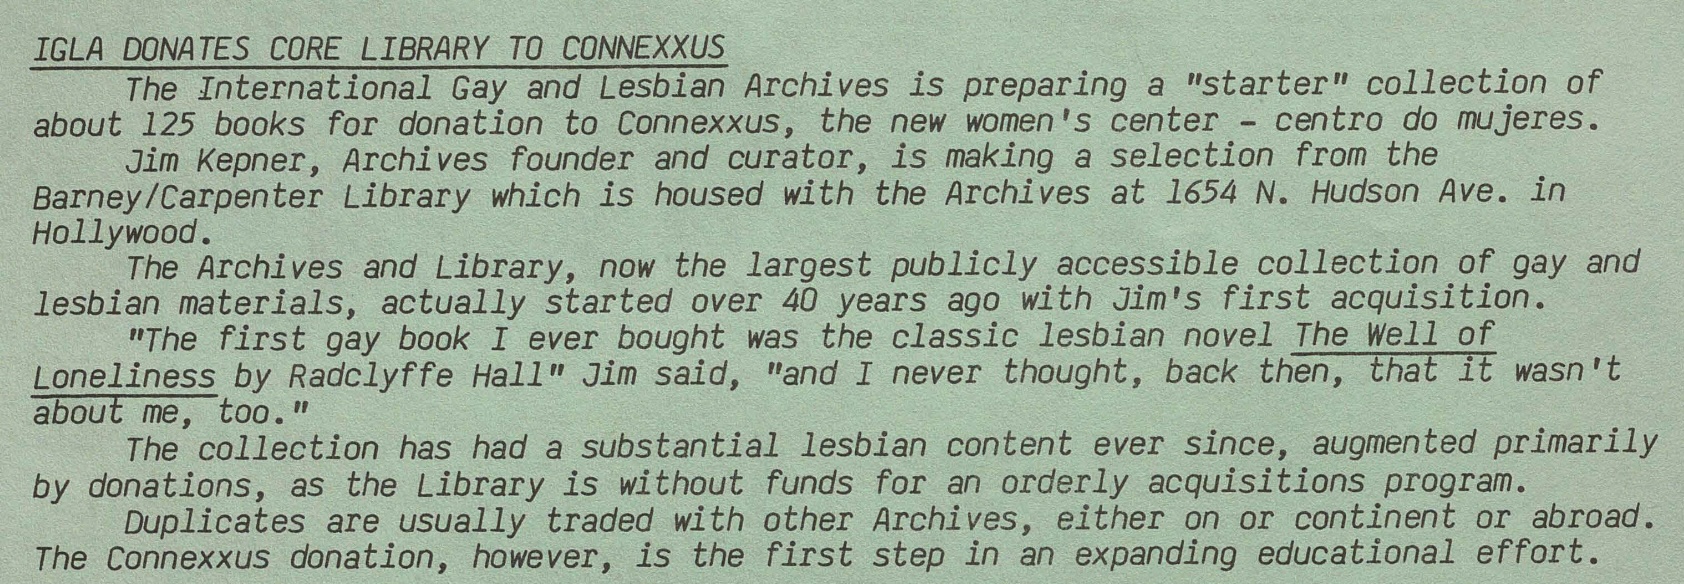 IGLA DONATES CORE LIBRARY TO CONNEXXUS
The International Gay and Lesbian Archives is preparing a "starter" collection of
about 125 books for donation to Connexxus, the new women's center - centro do mujeres.
Jim Kepner, Archives founder and curator, is making a selection from the
Barney/Carpenter Library which is housed with the Archives at 1654 N. Hudson Ave. in
Hollywood.
The Archives and Library, now the largest publicly accessible collection of gay and
lesbian materials, actually started over 40 years ago with Jim's first acquisition.
"The first gay book I ever bought was the classic lesbian novel The Well of
Loneliness by Radclyffe Hall" Jim said, "and I never thought, back then, that it wasn't
about me, too."
The collection has had a substantial lesbian content ever since, augmented primarily
by donations, as the Library is without funds for an orderly acquisitions program.
Duplicates are usually traded with other Archives, either on or continent or abroad.
The Connexxus donation, however, is the first step in an expanding educational effort.